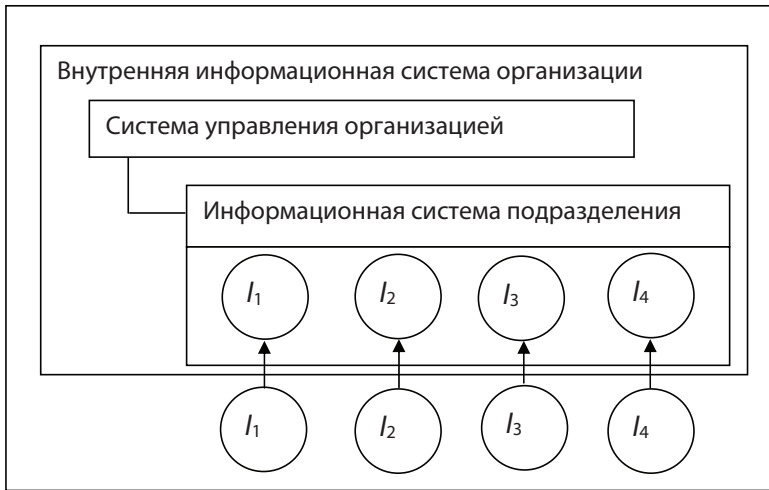 Внутренняя информационная система организации
Система управления организацией
Информационная система подразделения
I₁ I₂ I₃ I₄
I₁ I₂ I₃ I₄